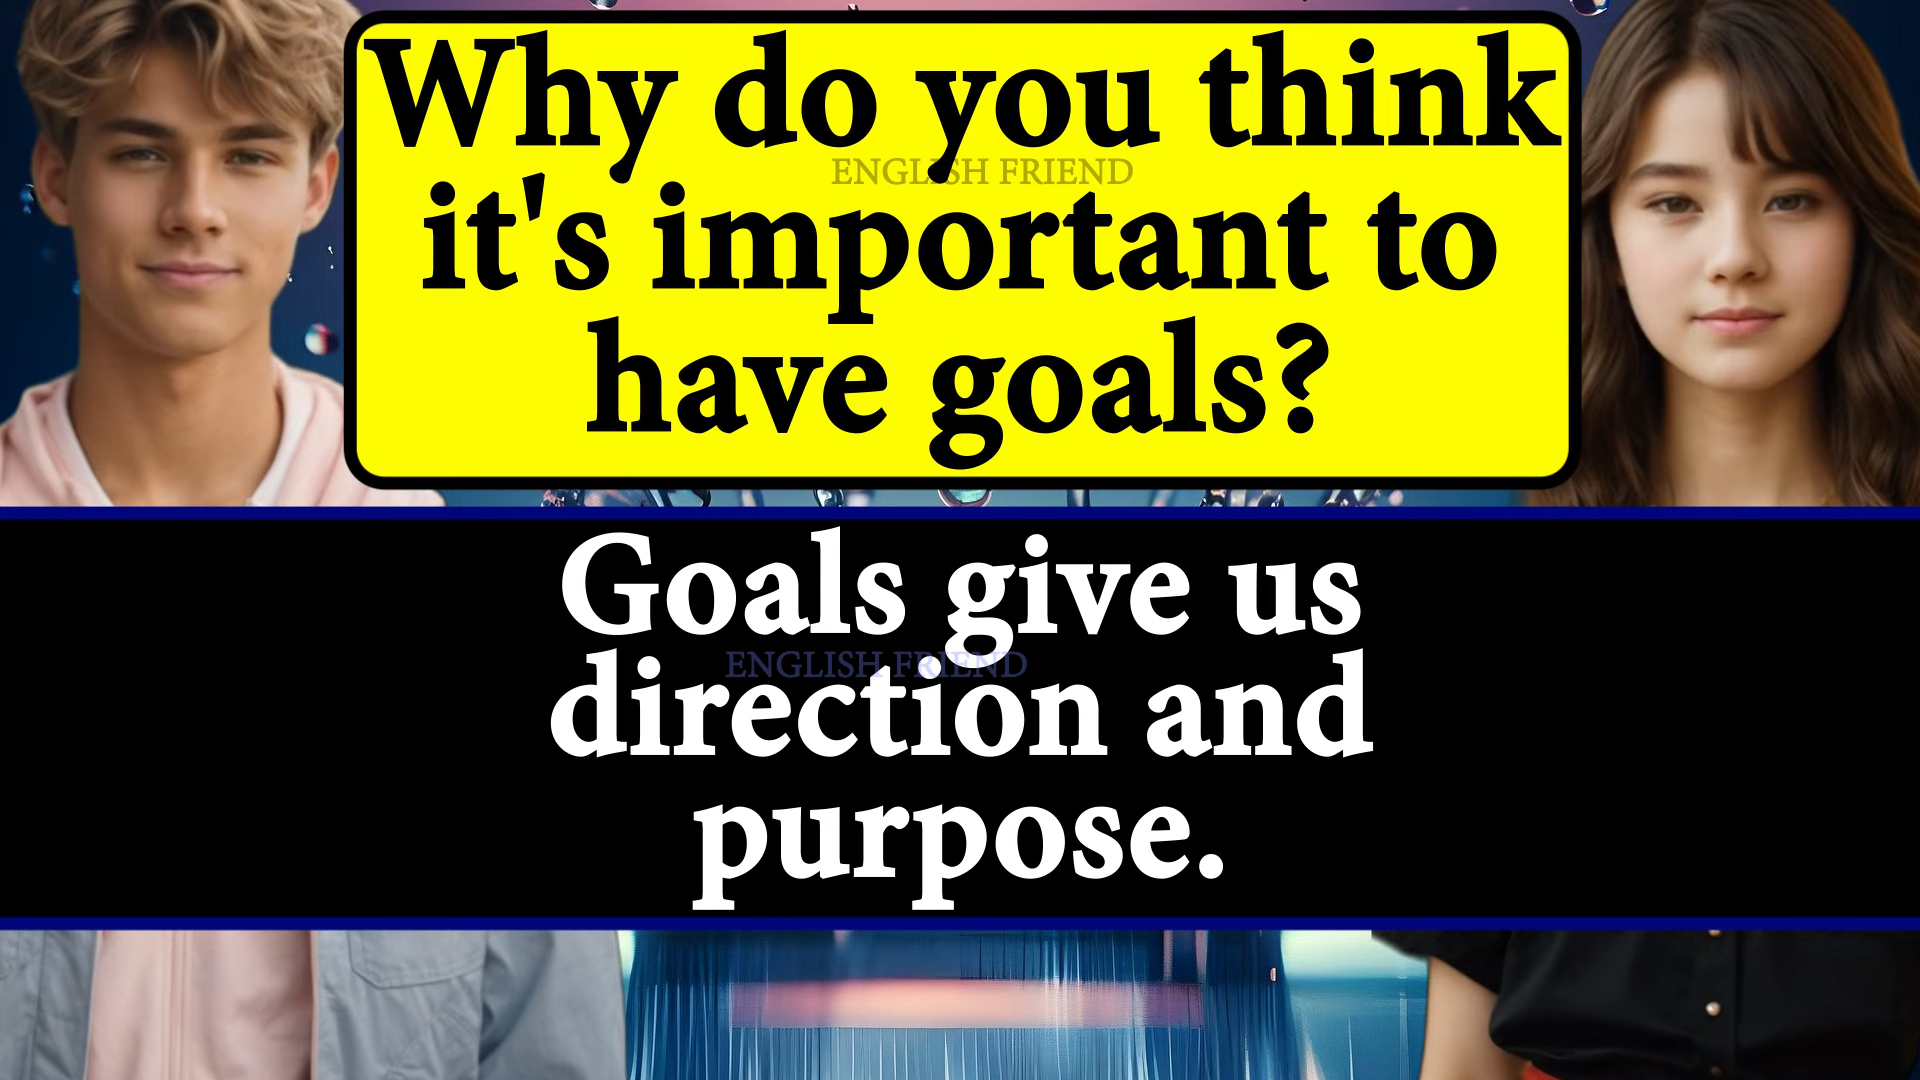 Why do you think
ENGLISH FRIEND
it's important to
have goals?
Goals give us
ENGLISH FRIEND
direction and
purpose.